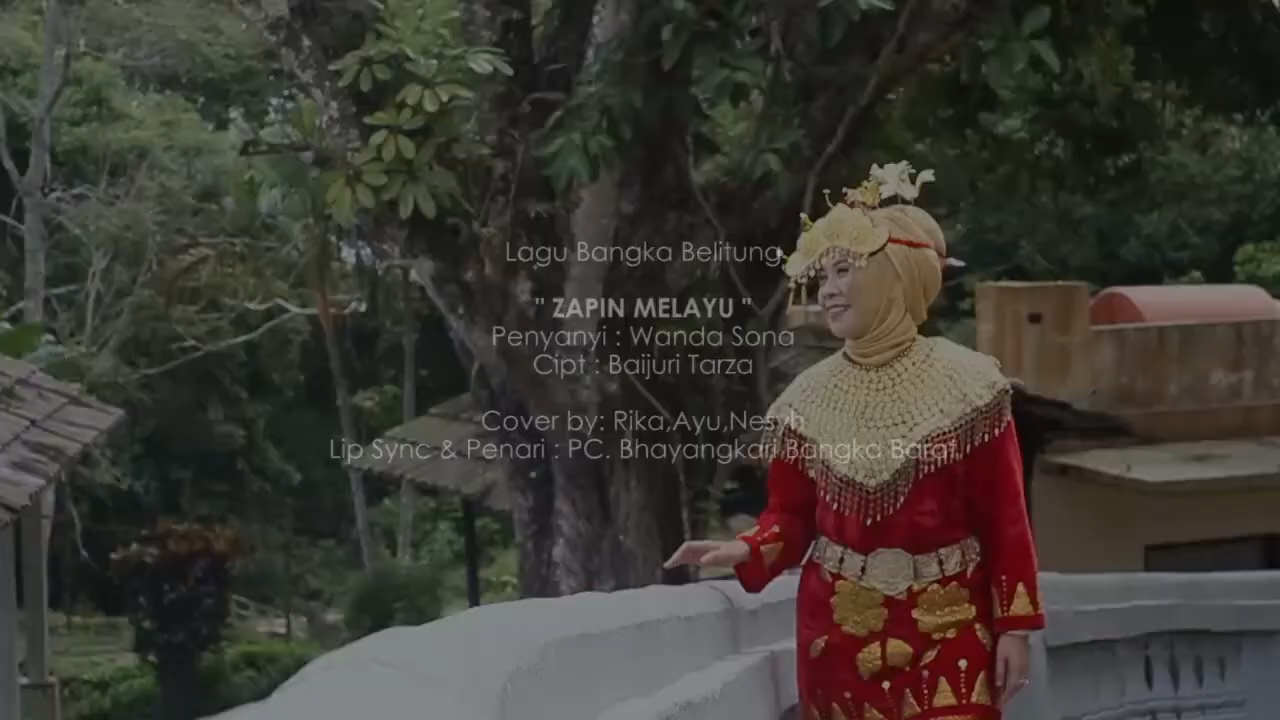 Lagu Bangka Belitung
" ZAPIN MELAYU "
Penyanyi : Wanda Sona
Cipt : Baijuri Tarza
Cover by: Rika,Ayu,Nesyh
Lip Sync & Penari : PC. Bhayangkari Bangka Barat